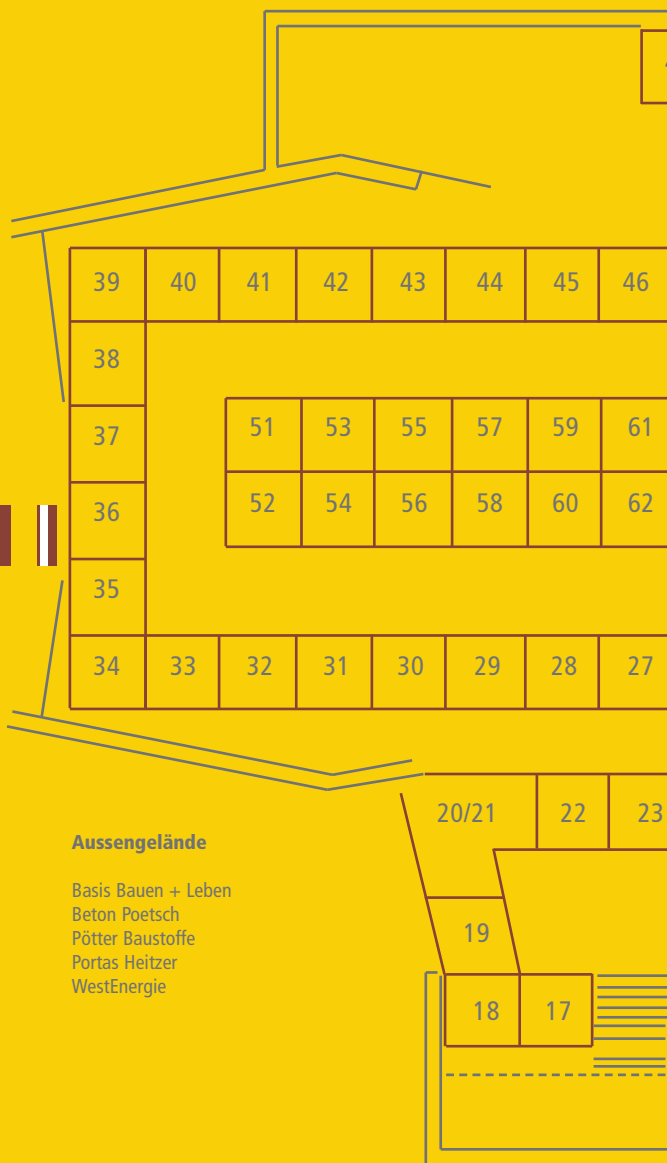 39 40 41 42 43 44 45 46
38
37
36
35
51 53 55 57 59 61
52 54 56 58 60 62
34 33 32 31 30 29 28 27
20/21 22 23
19
18 17
Aussengelände
Basis Bauen + Leben
Beton Poetsch
Pötter Baustoffe
Portas Heitzer
WestEnergie